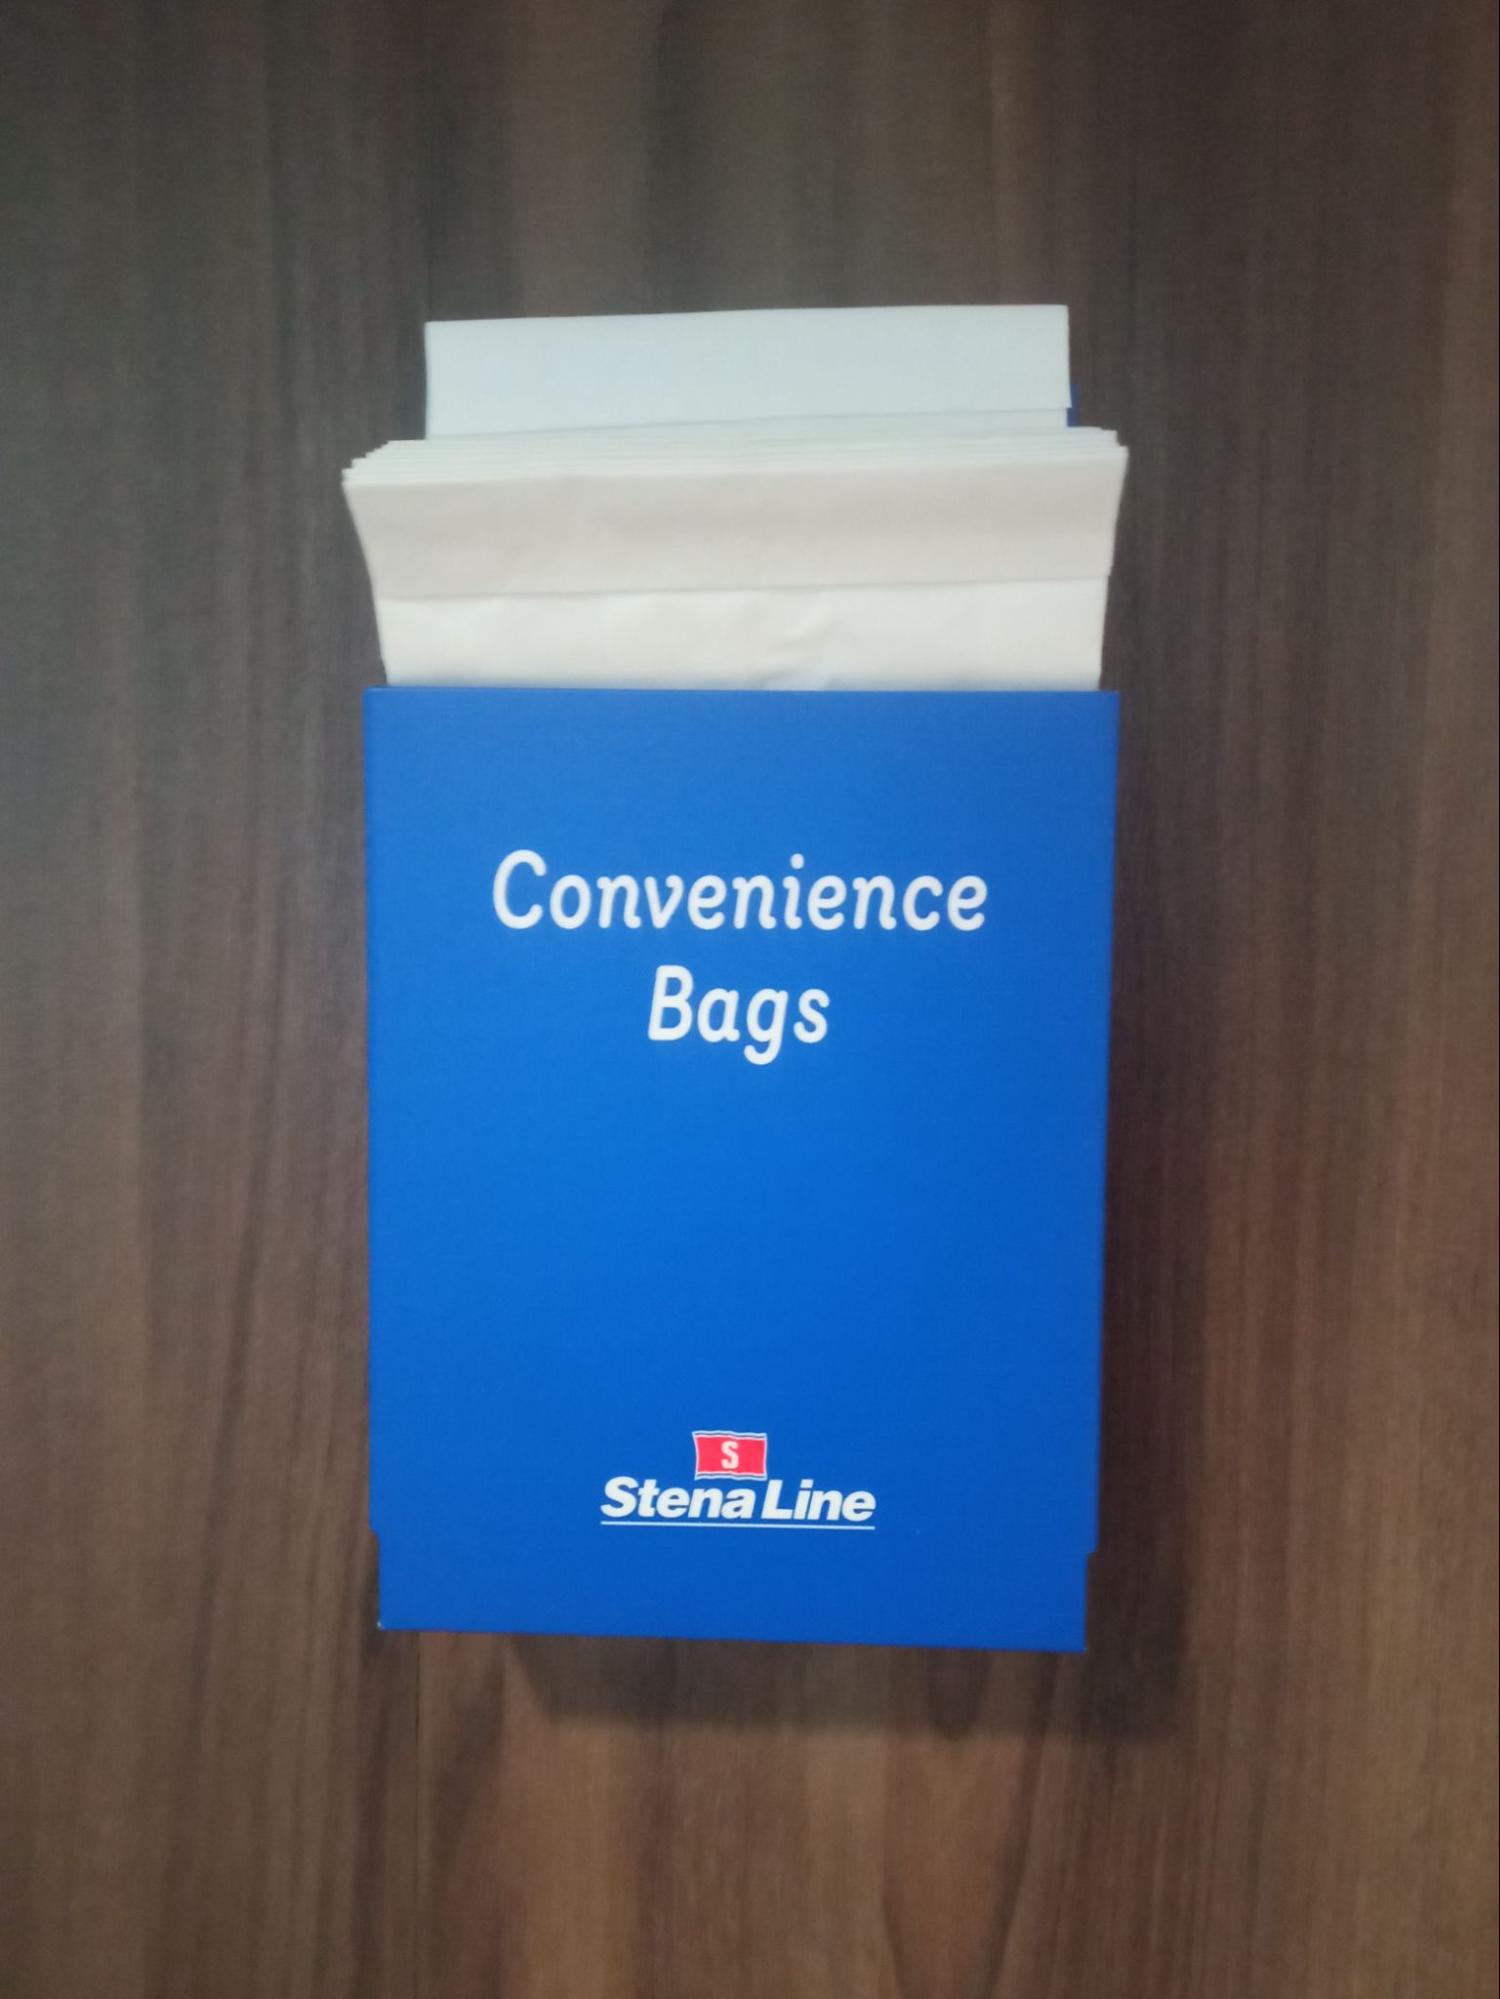 Convenience
Bags
S
Stena Line